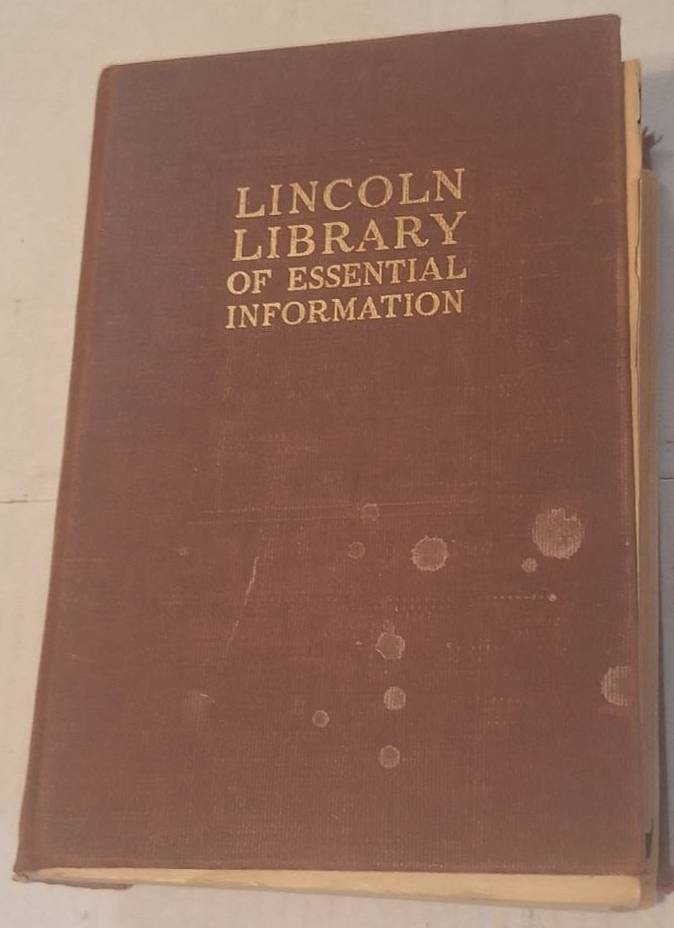 LINCOLN
LIBRARY
OF ESSENTIAL
INFORMATION